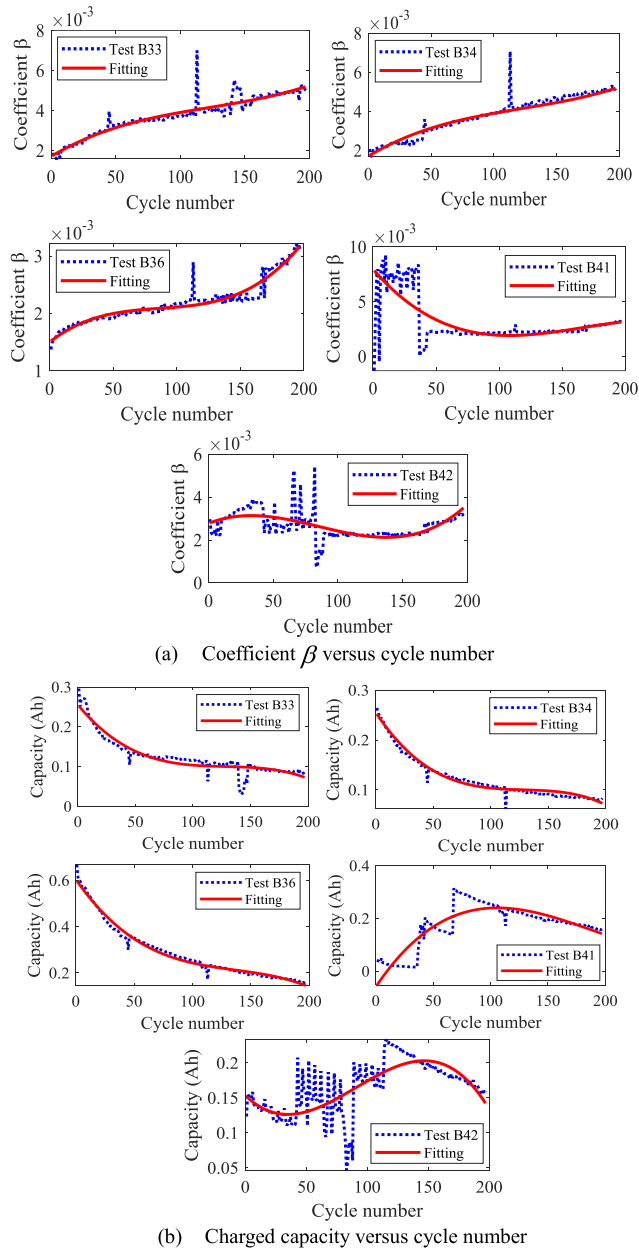 ×10⁻³
8
6
4
2
0
50
100
150
200
Coefficient β
Cycle number
Test B33
Fitting
×10⁻³
8
6
4
2
0
50
100
150
200
Coefficient β
Cycle number
Test B34
Fitting
×10⁻³
3
2
1
0
50
100
150
200
Coefficient β
Cycle number
Test B36
Fitting
×10⁻³
10
5
0
0
50
100
150
200
Coefficient β
Cycle number
Test B41
Fitting
×10⁻³
6
4
2
0
0
50
100
150
200
Coefficient β
Cycle number
Test B42
Fitting
(a) Coefficient β versus cycle number
0.3
0.2
0.1
0
0
50
100
150
200
Capacity (Ah)
Cycle number
Test B33
Fitting
0.3
0.2
0.1
0
50
100
150
200
Capacity (Ah)
Cycle number
Test B34
Fitting
0.6
0.4
0.2
0
50
100
150
200
Capacity (Ah)
Cycle number
Test B36
Fitting
0.4
0.2
0
0
50
100
150
200
Capacity (Ah)
Cycle number
Test B41
Fitting
0.2
0.15
0.1
0.05
0
50
100
150
200
Capacity (Ah)
Cycle number
Test B42
Fitting
(b) Charged capacity versus cycle number